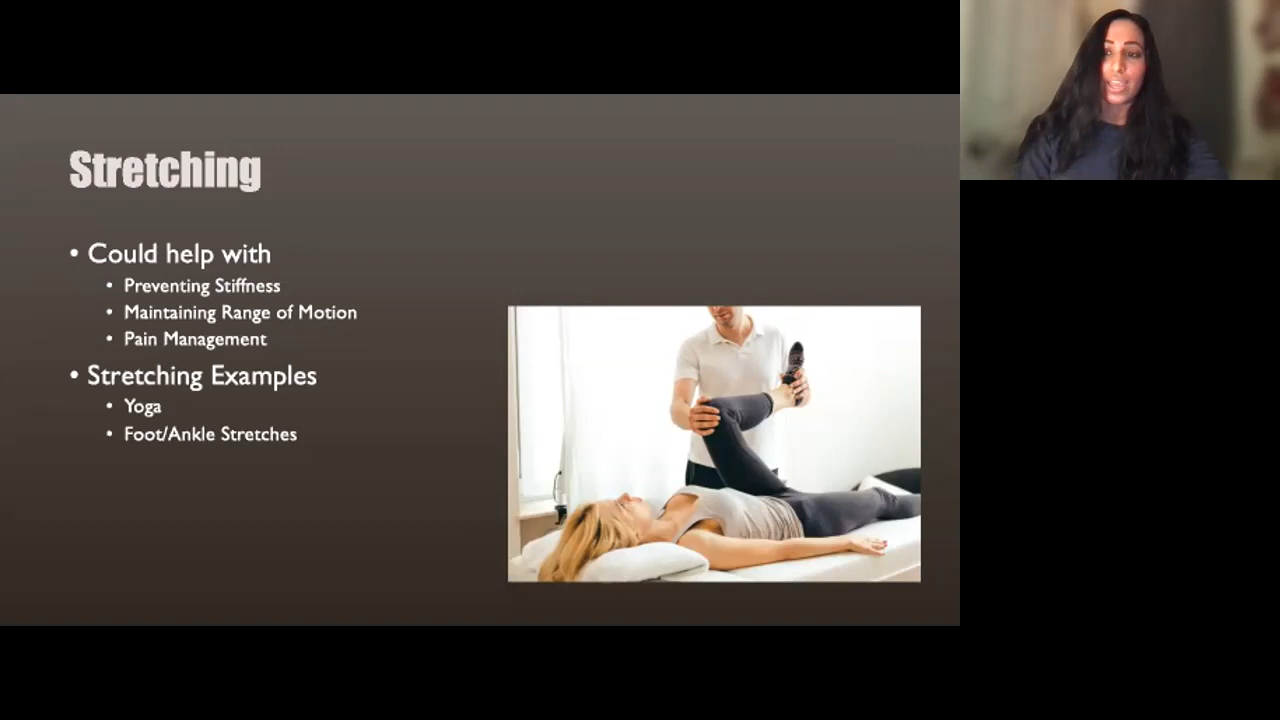 Stretching
• Could help with
• Preventing Stiffness
• Maintaining Range of Motion
• Pain Management
• Stretching Examples
• Yoga
• Foot/Ankle Stretches